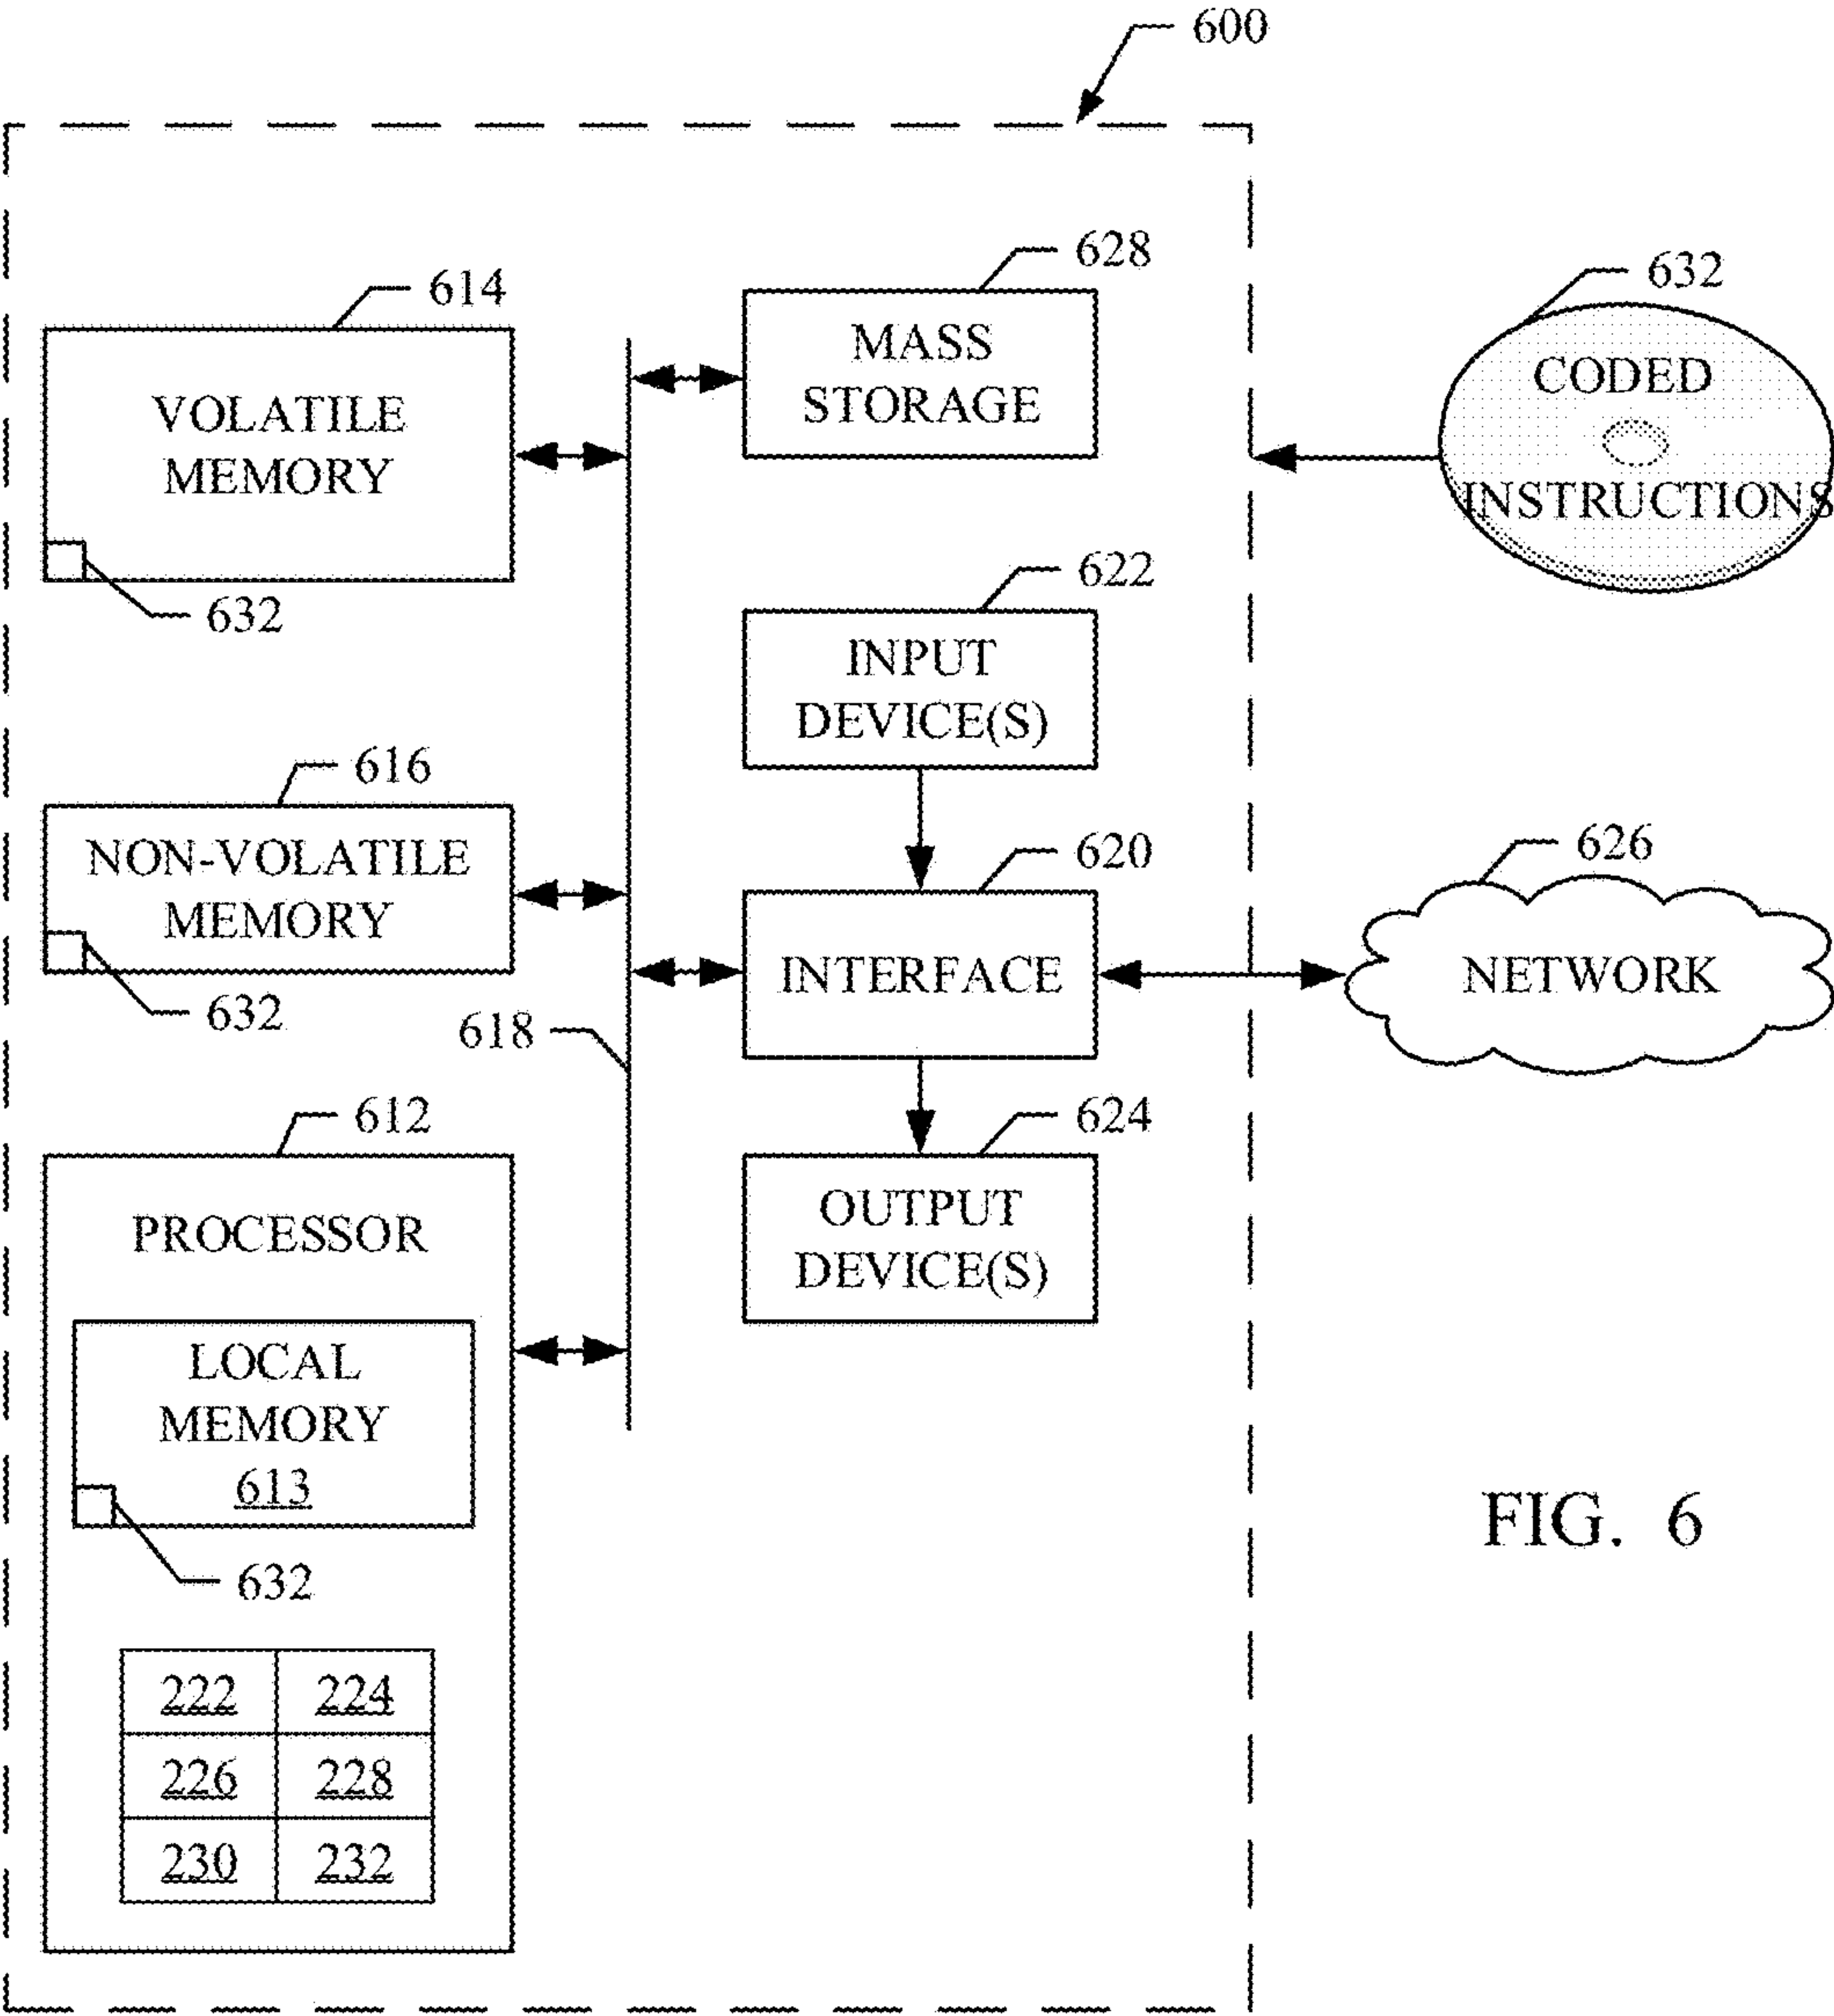 600
628
614
632
MASS
STORAGE
VOLATILE
MEMORY
CODED
INSTRUCTIONS
632
622
INPUT
DEVICE(S)
616
620
626
NON-VOLATILE
MEMORY
INTERFACE
NETWORK
632
618
612
624
PROCESSOR
OUTPUT
DEVICE(S)
LOCAL
MEMORY
613
632
FIG. 6
222 224
226 228
230 232